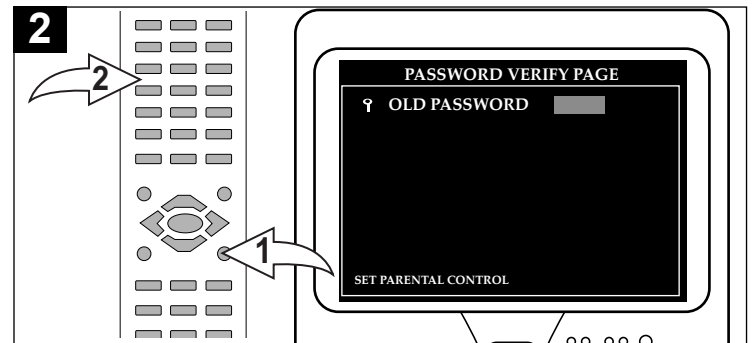 2
2
1
PASSWORD VERIFY PAGE
OLD PASSWORD
SET PARENTAL CONTROL